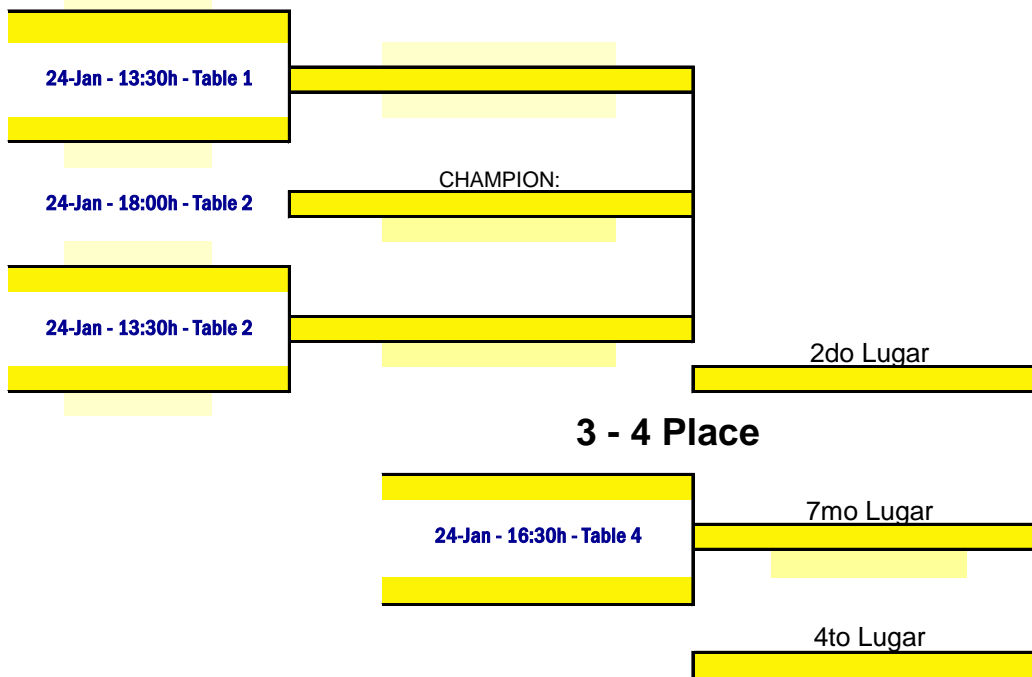 24-Jan - 13:30h - Table 1
CHAMPION:
24-Jan - 18:00h - Table 2
24-Jan - 13:30h - Table 2
2do Lugar
3 - 4 Place
7mo Lugar
24-Jan - 16:30h - Table 4
4to Lugar